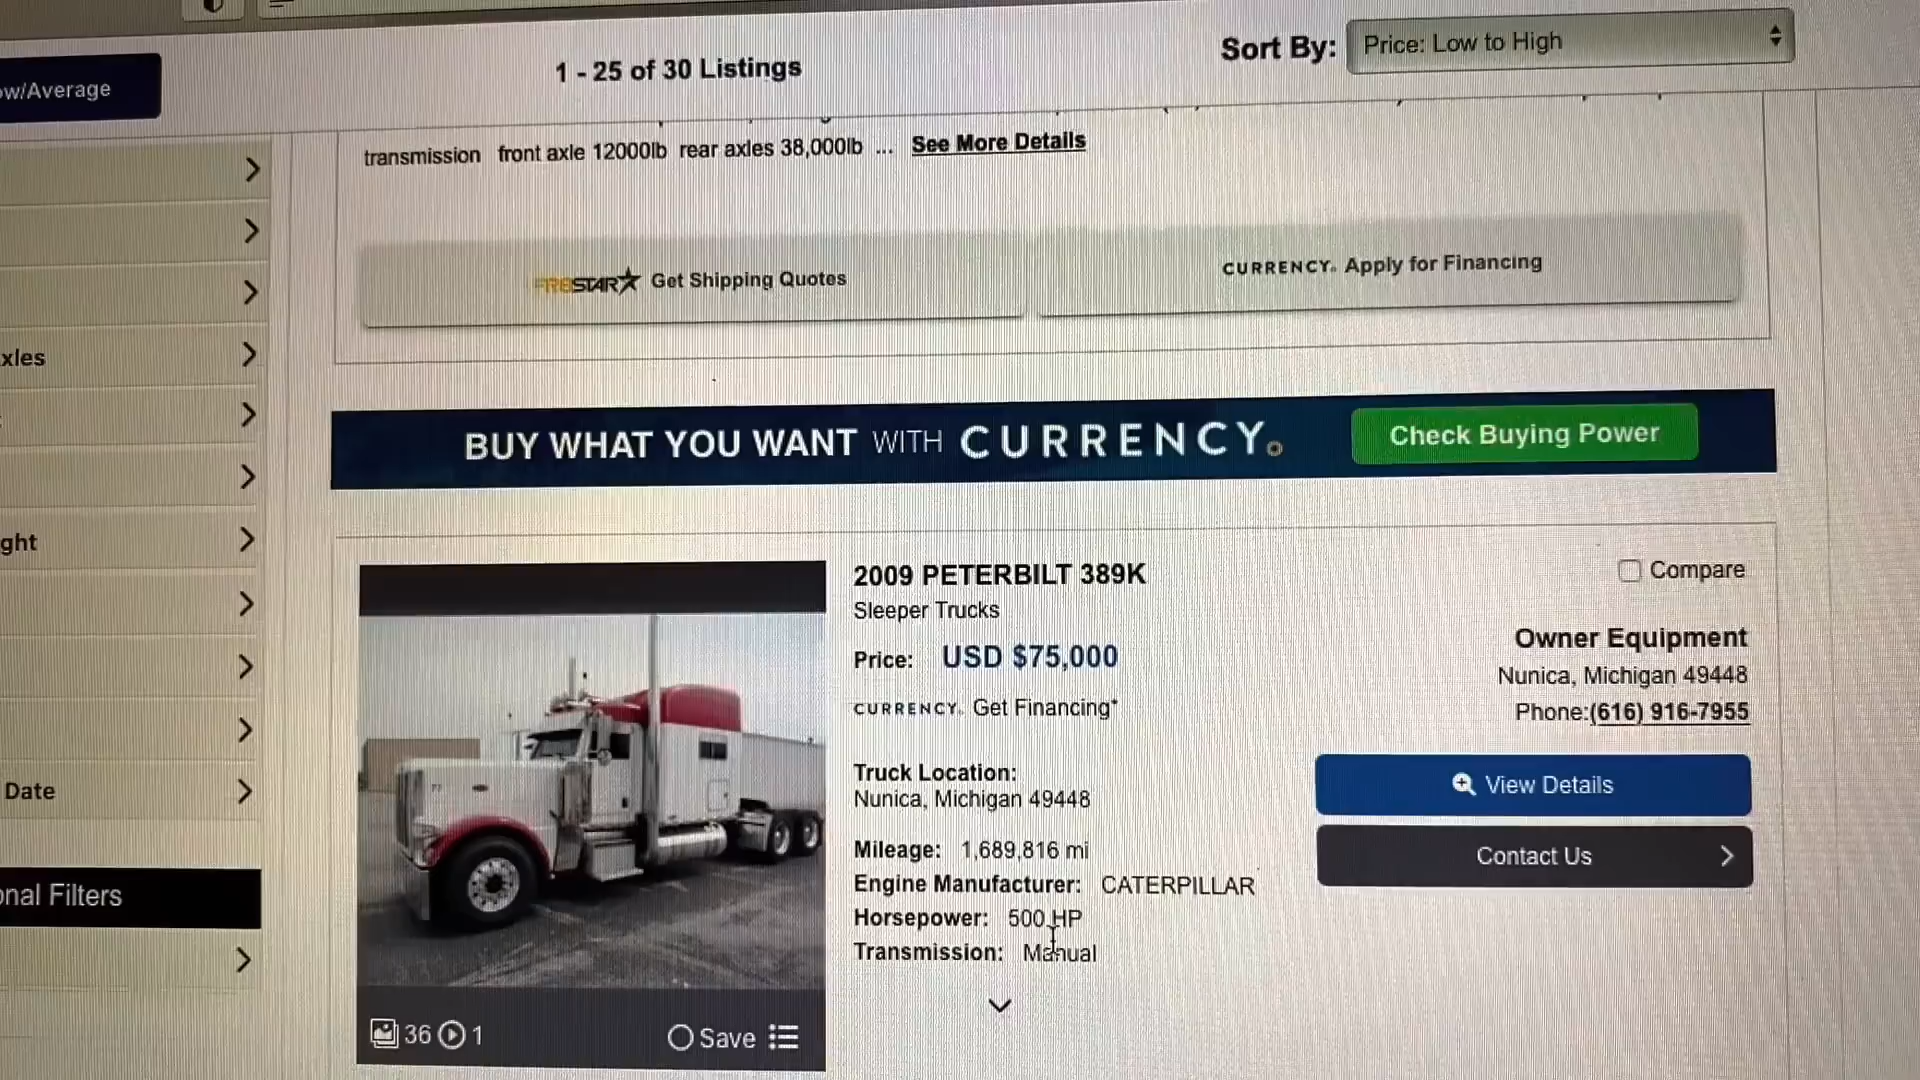 ow/Average
1 - 25 of 30 Listings
Sort By:
Price: Low to High
transmission front axle 12000lb rear axles 38,000lb ... See More Details
FR8STAR Get Shipping Quotes
CURRENCY. Apply for Financing
xles
BUY WHAT YOU WANT WITH CURRENCY.
Check Buying Power
ght
2009 PETERBILT 389K
Compare
Sleeper Trucks
Price: USD $75,000
CURRENCY. Get Financing*
Owner Equipment
Nunica, Michigan 49448
Phone:(616) 916-7955
Truck Location:
Nunica, Michigan 49448
View Details
Date
Mileage: 1,689,816 mi
Contact Us
Engine Manufacturer: CATERPILLAR
Horsepower: 500 HP
Transmission: Manual
onal Filters
36 1
Save